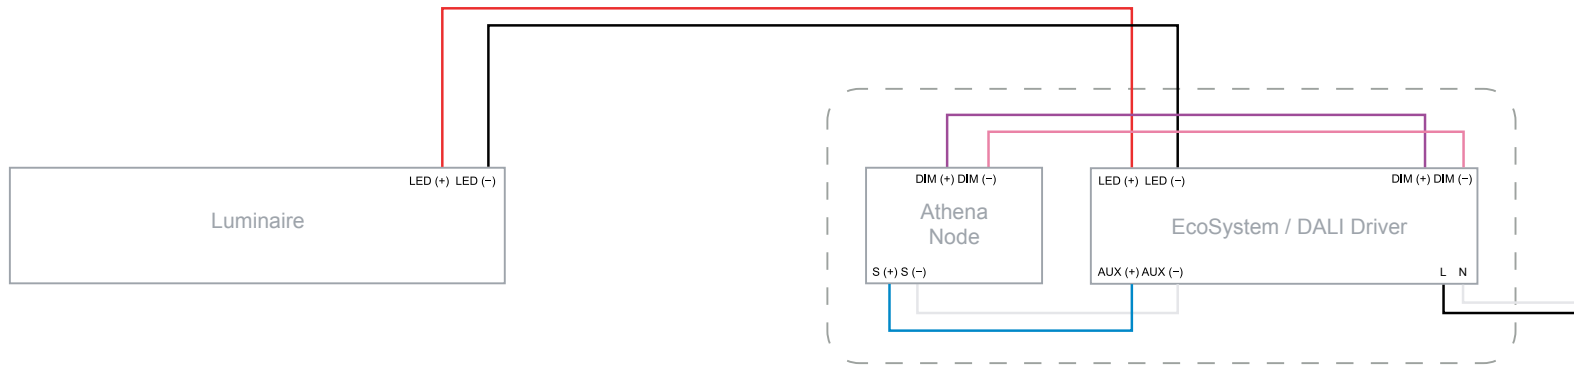 LED (+) LED (−)
Luminaire
DIM (+) DIM (−)
Athena
Node
S (+) S (−)
LED (+) LED (−)
DIM (+) DIM (−)
EcoSystem / DALI Driver
AUX (+) AUX (−)
L N